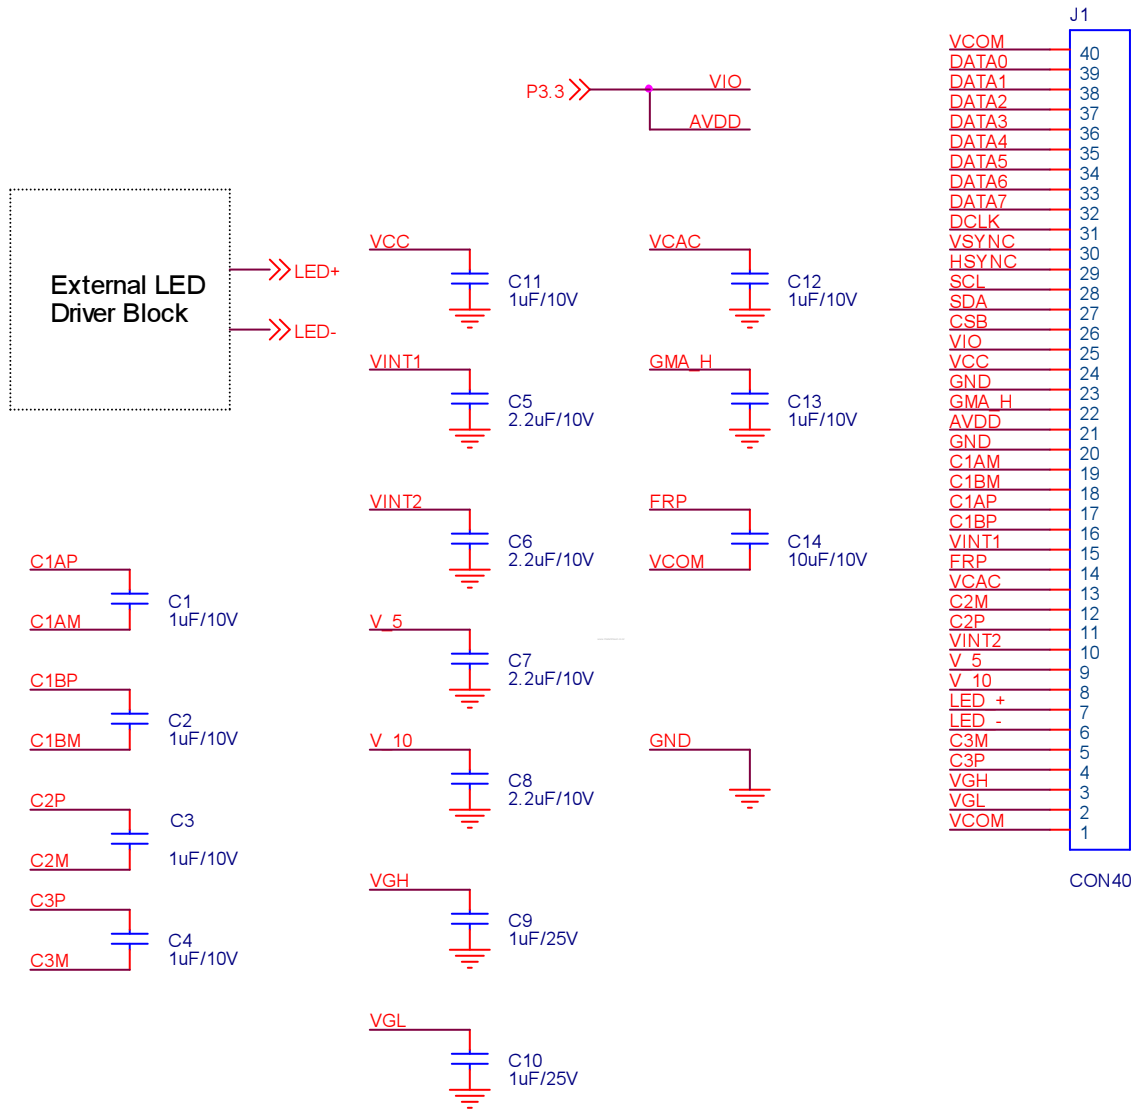 P3.3
VIO
AVDD
External LED
Driver Block
LED+
LED-
VCC
C11
1uF/10V
VINT1
C5
2.2uF/10V
VINT2
C6
2.2uF/10V
V_5
C7
2.2uF/10V
V_10
C8
2.2uF/10V
VGH
C9
1uF/25V
VGL
C10
1uF/25V
VCAC
C12
1uF/10V
GMA_H
C13
1uF/10V
FRP
VCOM
C14
10uF/10V
GND
C1AP
C1AM
C1
1uF/10V
C1BP
C1BM
C2
1uF/10V
C2P
C2M
C3
1uF/10V
C3P
C3M
C4
1uF/10V
J1
VCOM 40
DATA0 39
DATA1 38
DATA2 37
DATA3 36
DATA4 35
DATA5 34
DATA6 33
DATA7 32
DCLK 31
VSYNC 30
HSYNC 29
SCL 28
SDA 27
CSB 26
VIO 25
VCC 24
GND 23
GMA_H 22
AVDD 21
GND 20
C1AM 19
C1BM 18
C1AP 17
C1BP 16
VINT1 15
FRP 14
VCAC 13
C2M 12
C2P 11
VINT2 10
V_5 9
V_10 8
LED_+ 7
LED_- 6
C3M 5
C3P 4
VGH 3
VGL 2
VCOM 1
CON40